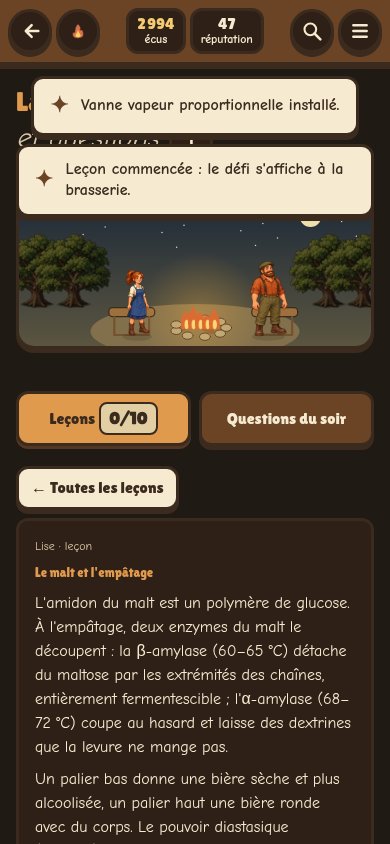 2 994
écus
47
réputation
Vanne vapeur proportionnelle installé.
Leçon commencée : le défi s'affiche à la
brasserie.
Leçons 0/10
Questions du soir
← Toutes les leçons
Lise · leçon
Le malt et l'empâtage
L'amidon du malt est un polymère de glucose.
À l'empâtage, deux enzymes du malt le
découpent : la β-amylase (60–65 °C) détache
du maltose par les extrémités des chaînes,
entièrement fermentescible ; l'α-amylase (68–
72 °C) coupe au hasard et laisse des dextrines
que la levure ne mange pas.
Un palier bas donne une bière sèche et plus
alcoolisée, un palier haut une bière ronde
avec du corps. Le pouvoir diastasique